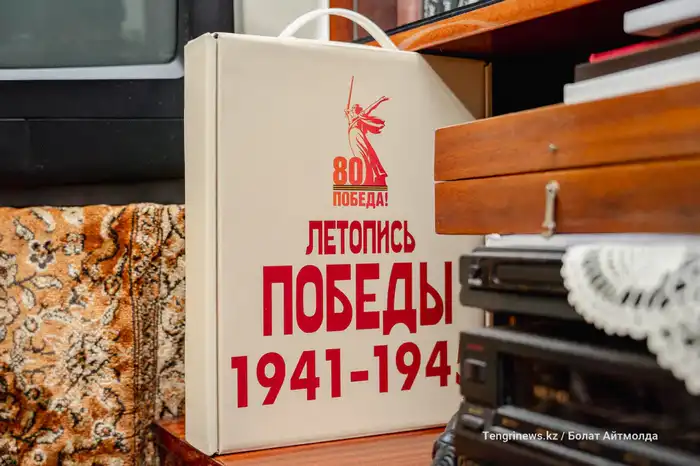 80
ПОБЕДА!
ЛЕТОПИСЬ
ПОБЕДЫ
1941-194
Tengrinews.kz / Болат Айтмолда